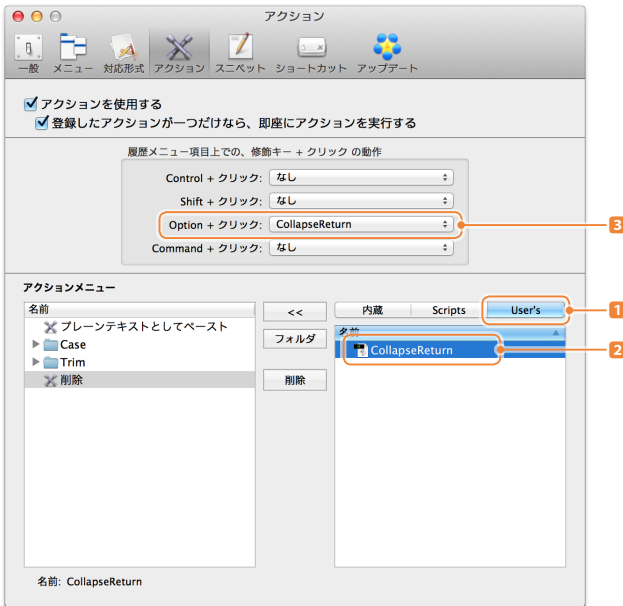 アクション
一般 メニュー 対応形式 アクション スニペット ショートカット アップデート
アクションを使用する
登録したアクションが一つだけなら、即座にアクションを実行する
履歴メニュー項目上での、修飾キー + クリック の動作
Control + クリック: なし
Shift + クリック: なし
Option + クリック: CollapseReturn 3
Command + クリック: なし
アクションメニュー
名前 << 内蔵 Scripts User's 1
プレーンテキストとしてペースト フォルダ 名前
Case CollapseReturn 2
Trim
削除 削除
名前: CollapseReturn